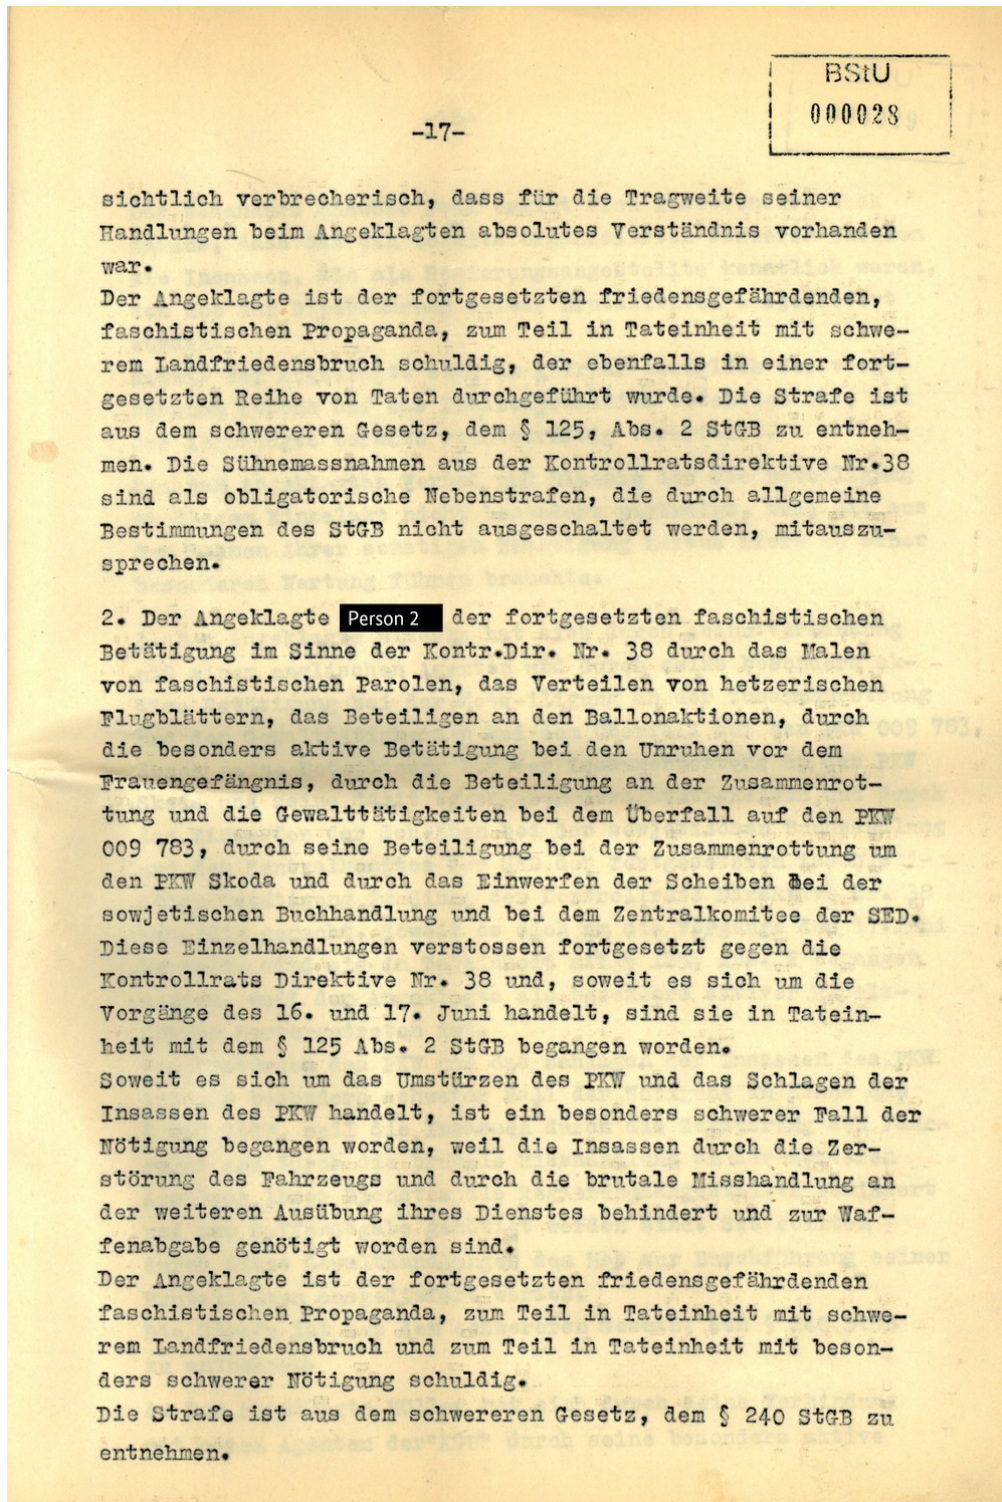 BStU
000028
-17-
sichtlich verbrecherisch, dass für die Tragweite seiner
Handlungen beim Angeklagten absolutes Verständnis vorhanden
war.
Der Angeklagte ist der fortgesetzten friedensgefährdenden,
faschistischen Propaganda, zum Teil in Tateinheit mit schwe-
rem Landfriedensbruch schuldig, der ebenfalls in einer fort-
gesetzten Reihe von Taten durchgeführt wurde. Die Strafe ist
aus dem schwereren Gesetz, dem § 125, Abs. 2 StGB zu entneh-
men. Die Sühnemassnahmen aus der Kontrollratsdirektive Nr.38
sind als obligatorische Nebenstrafen, die durch allgemeine
Bestimmungen des StGB nicht ausgeschaltet werden, mitauszu-
sprechen.
2. Der Angeklagte Person 2 der fortgesetzten faschistischen
Betätigung im Sinne der Kontr.Dir. Nr. 38 durch das Malen
von faschistischen Parolen, das Verteilen von hetzerischen
Flugblättern, das Beteiligen an den Ballonaktionen, durch
die besonders aktive Betätigung bei den Unruhen vor dem
Frauengefängnis, durch die Beteiligung an der Zusammenrot-
tung und die Gewalttätigkeiten bei dem Überfall auf den PKW
009 783, durch seine Beteiligung bei der Zusammenrottung um
den PKW Skoda und durch das Einwerfen der Scheiben bei der
sowjetischen Buchhandlung und bei dem Zentralkomitee der SED.
Diese Einzelhandlungen verstossen fortgesetzt gegen die
Kontrollrats Direktive Nr. 38 und, soweit es sich um die
Vorgänge des 16. und 17. Juni handelt, sind sie in Tatein-
heit mit dem § 125 Abs. 2 StGB begangen worden.
Soweit es sich um das Umstürzen des PKW und das Schlagen der
Insassen des PKW handelt, ist ein besonders schwerer Fall der
Nötigung begangen worden, weil die Insassen durch die Zer-
störung des Fahrzeugs und durch die brutale Misshandlung an
der weiteren Ausübung ihres Dienstes behindert und zur Waf-
fenabgabe genötigt worden sind.
Der Angeklagte ist der fortgesetzten friedensgefährdenden
faschistischen Propaganda, zum Teil in Tateinheit mit schwe-
rem Landfriedensbruch und zum Teil in Tateinheit mit beson-
ders schwerer Nötigung schuldig.
Die Strafe ist aus dem schwereren Gesetz, dem § 240 StGB zu
entnehmen.